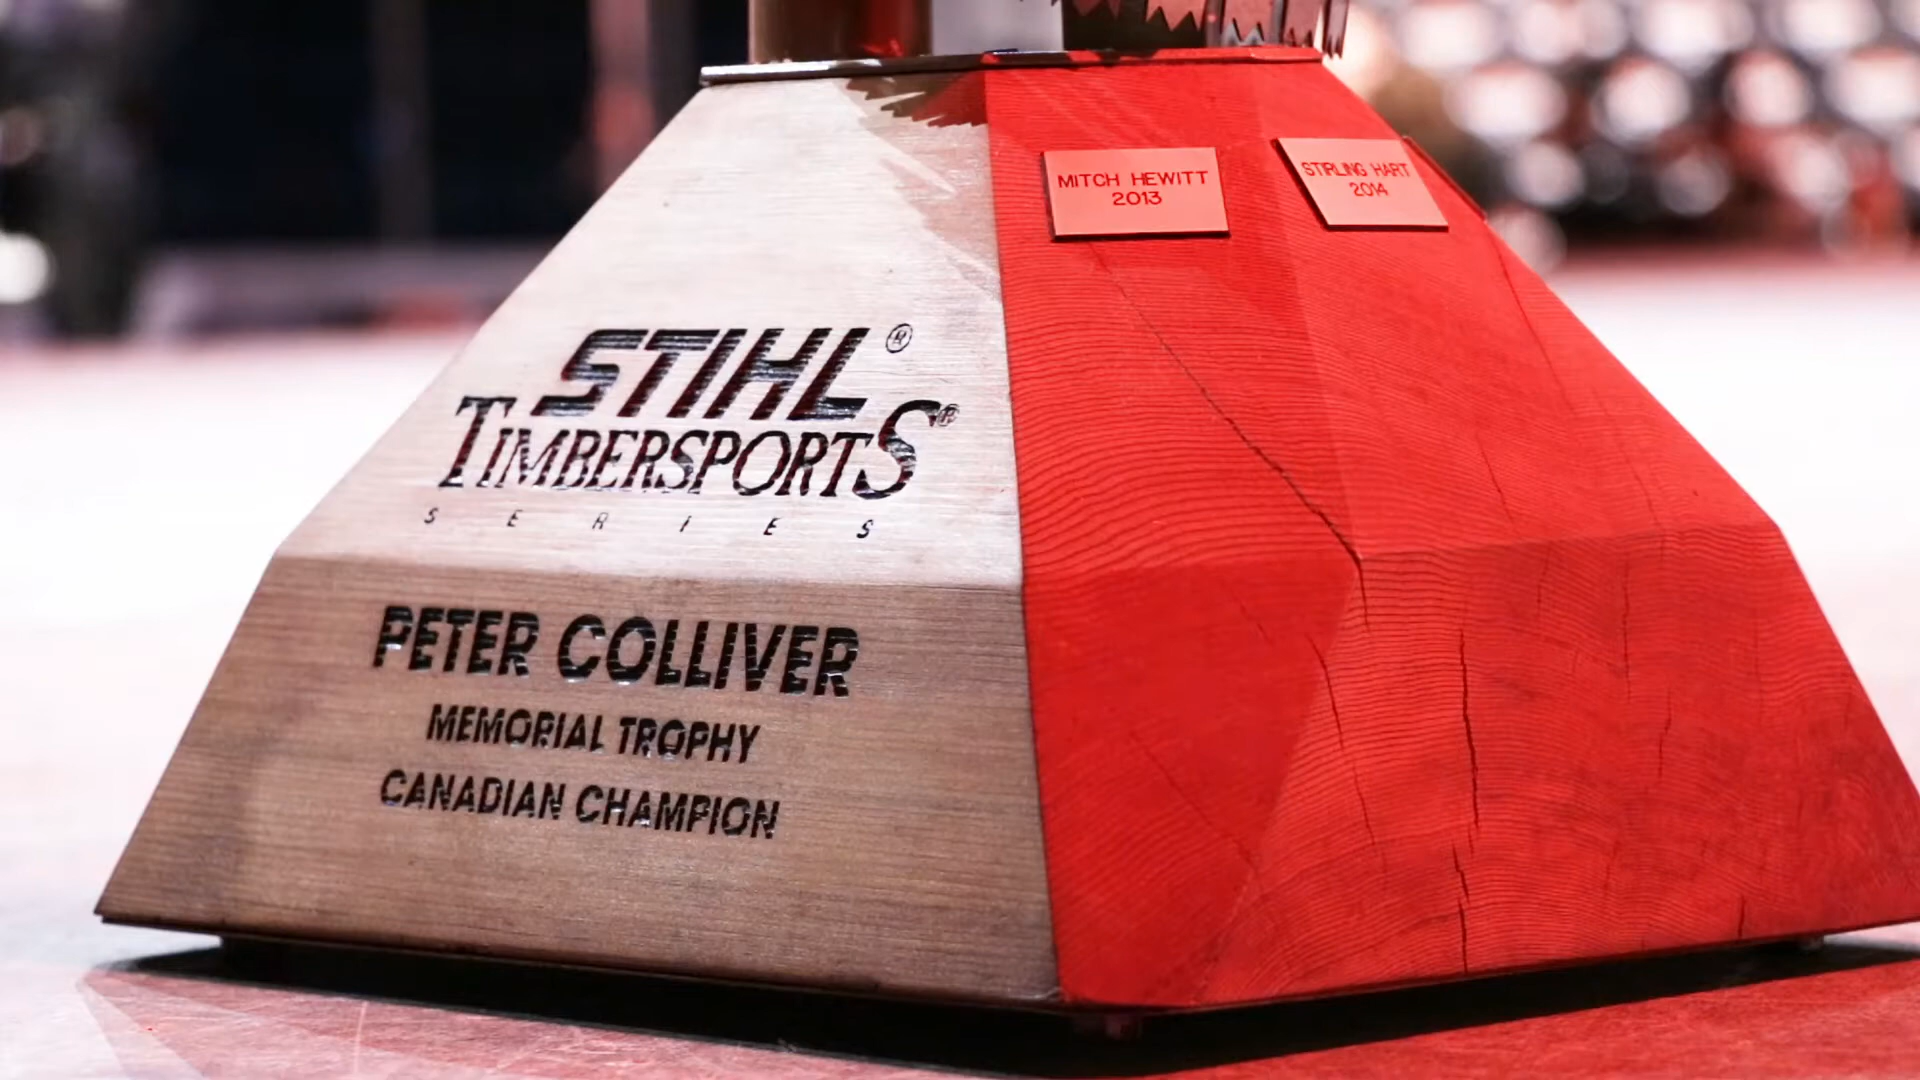 STIHL®
TIMBERSPORTS®
SERIES
PETER COLLIVER
MEMORIAL TROPHY
CANADIAN CHAMPION
MITCH HEWITT
2013
STIRLING HART
2014